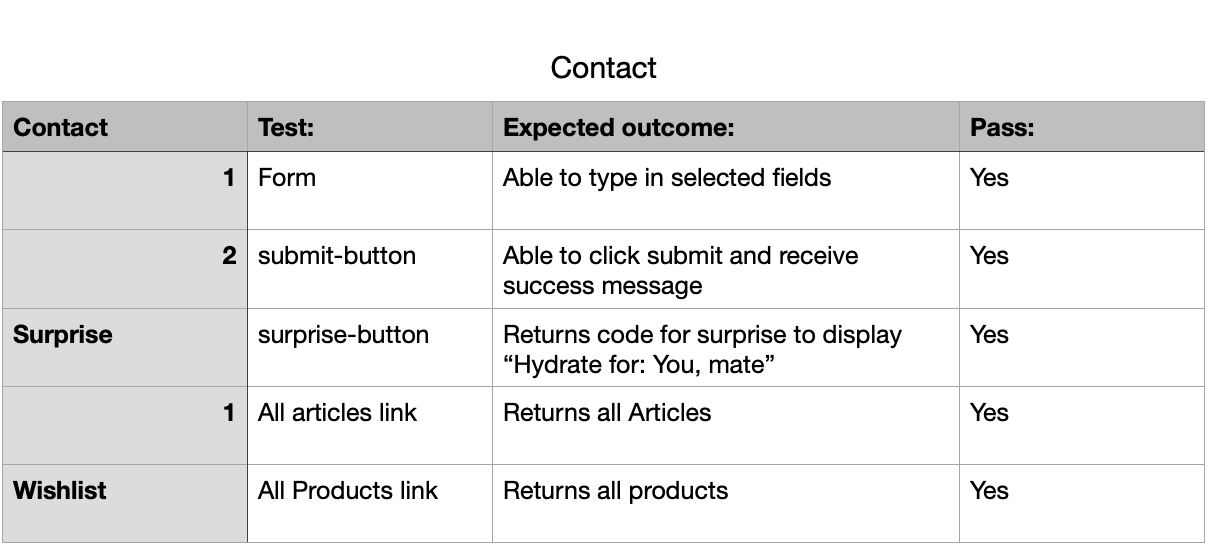 Contact
Contact Test: Expected outcome: Pass:
1 Form Able to type in selected fields Yes
2 submit-button Able to click submit and receive Yes
success message
Surprise surprise-button Returns code for surprise to display Yes
“Hydrate for: You, mate”
1 All articles link Returns all Articles Yes
Wishlist All Products link Returns all products Yes